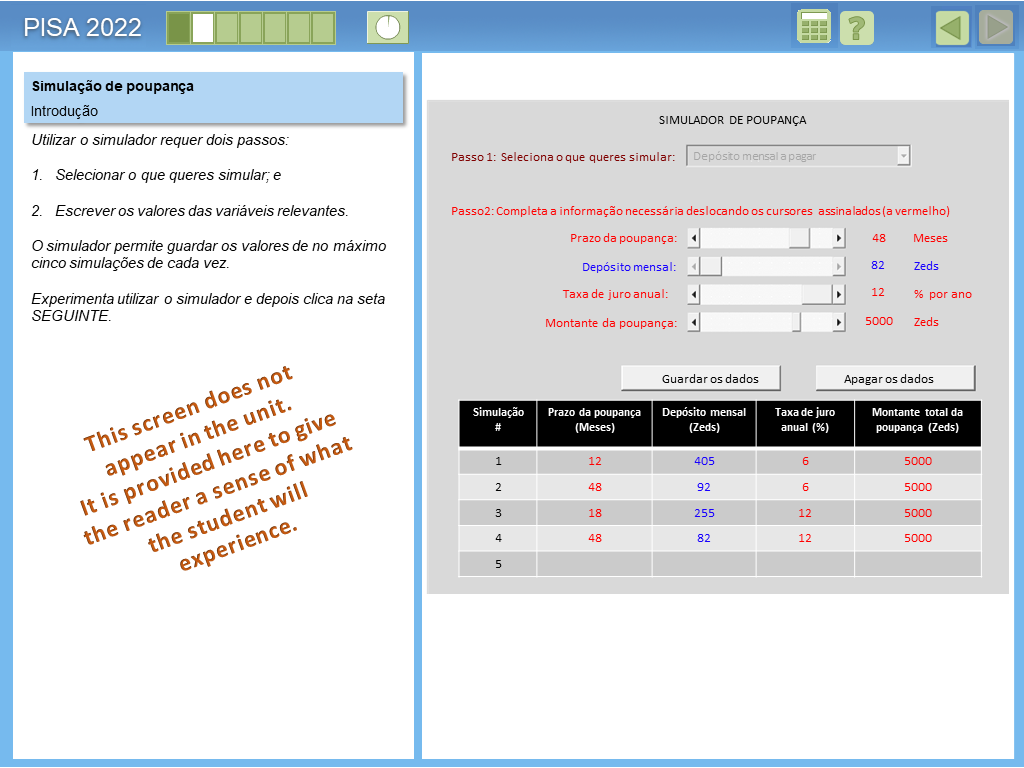 PISA 2022
?
Simulação de poupança
Introdução
Utilizar o simulador requer dois passos:
1. Selecionar o que queres simular; e
2. Escrever os valores das variáveis relevantes.
O simulador permite guardar os valores de no máximo
cinco simulações de cada vez.
Experimenta utilizar o simulador e depois clica na seta
SEGUINTE.
This screen does not
appear in the unit.
It is provided here to give
the reader a sense of what
the student will
experience.
SIMULADOR DE POUPANÇA
Passo 1: Seleciona o que queres simular: Depósito mensal a pagar
Passo2: Completa a informação necessária deslocando os cursores assinalados (a vermelho)
Prazo da poupança: 48 Meses
Depósito mensal: 82 Zeds
Taxa de juro anual: 12 % por ano
Montante da poupança: 5000 Zeds
Guardar os dados Apagar os dados
Simulação Prazo da poupança Depósito mensal Taxa de juro Montante total da
# (Meses) (Zeds) anual (%) poupança (Zeds)
1 12 405 6 5000
2 48 92 6 5000
3 18 255 12 5000
4 48 82 12 5000
5